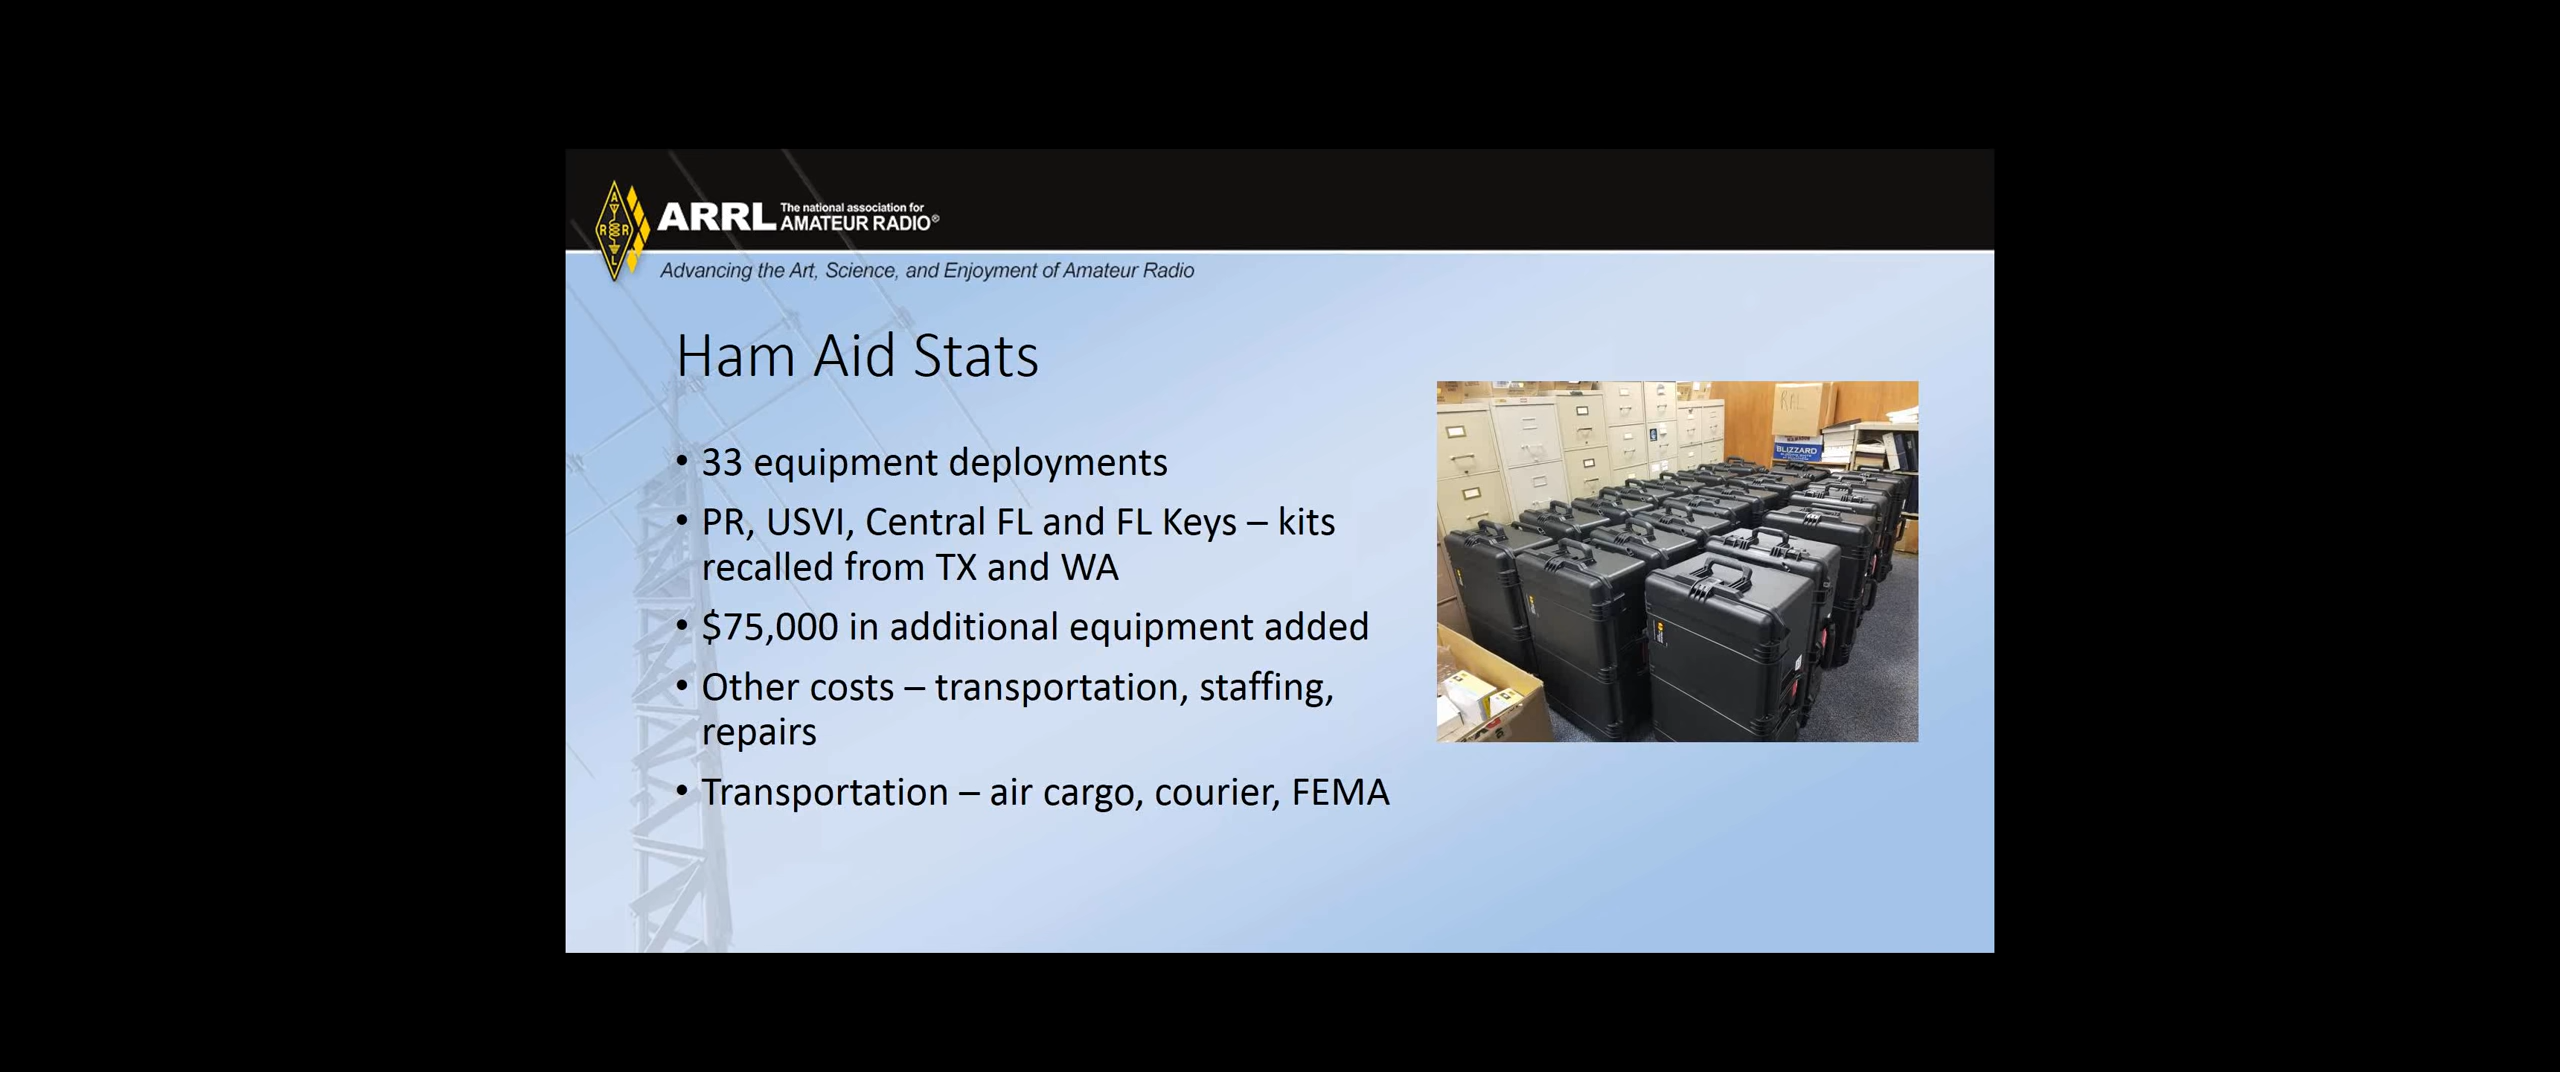 ARRL The national association for
AMATEUR RADIO®
Advancing the Art, Science, and Enjoyment of Amateur Radio
Ham Aid Stats
• 33 equipment deployments
• PR, USVI, Central FL and FL Keys – kits
recalled from TX and WA
• $75,000 in additional equipment added
• Other costs – transportation, staffing,
repairs
• Transportation – air cargo, courier, FEMA
BLIZZARD